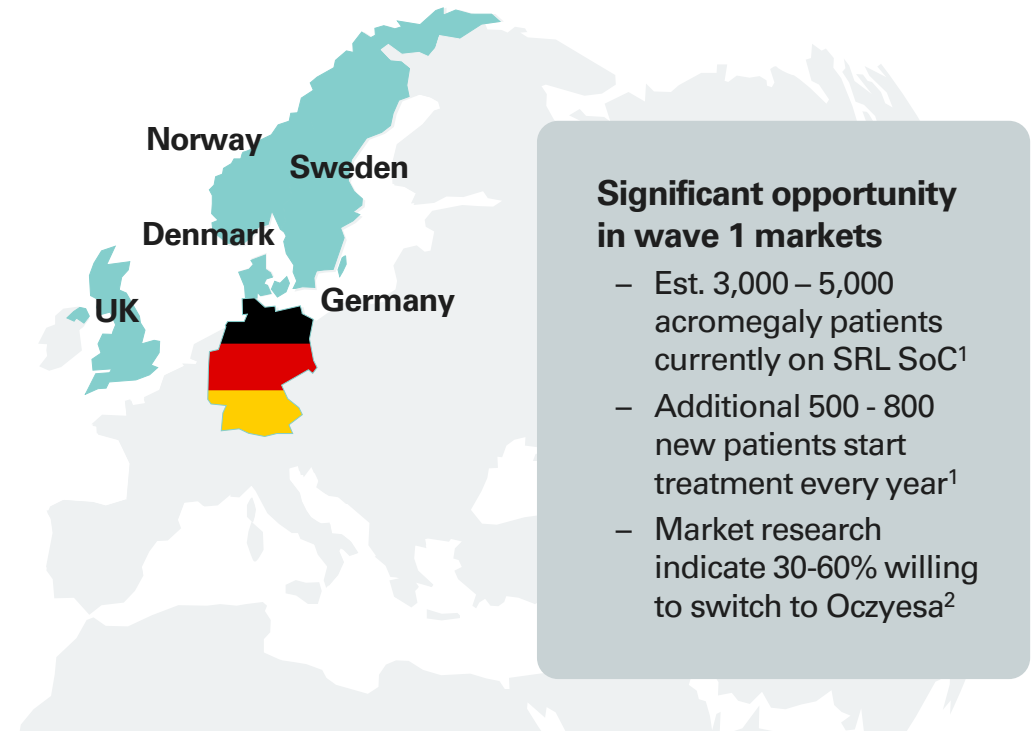 Norway
Sweden
Denmark
Germany
UK
Significant opportunity
in wave 1 markets
– Est. 3,000 – 5,000
acromegaly patients
currently on SRL SoC¹
– Additional 500 - 800
new patients start
treatment every year¹
– Market research
indicate 30-60% willing
to switch to Oczyesa²